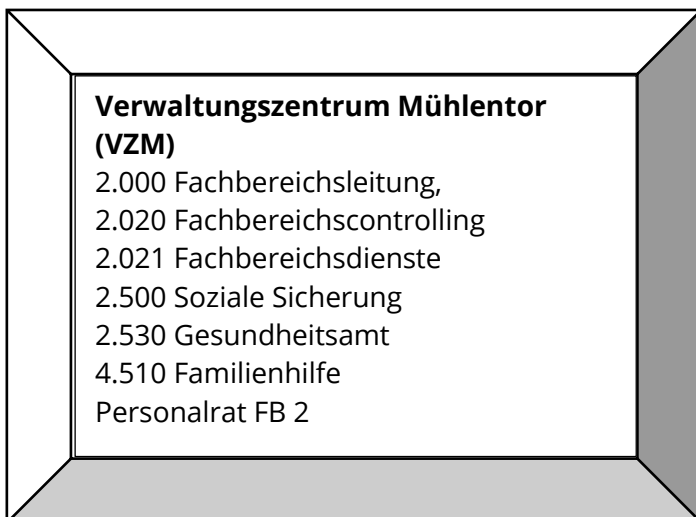 Verwaltungszentrum Mühlentor
(VZM)
2.000 Fachbereichsleitung,
2.020 Fachbereichscontrolling
2.021 Fachbereichsdienste
2.500 Soziale Sicherung
2.530 Gesundheitsamt
4.510 Familienhilfe
Personalrat FB 2